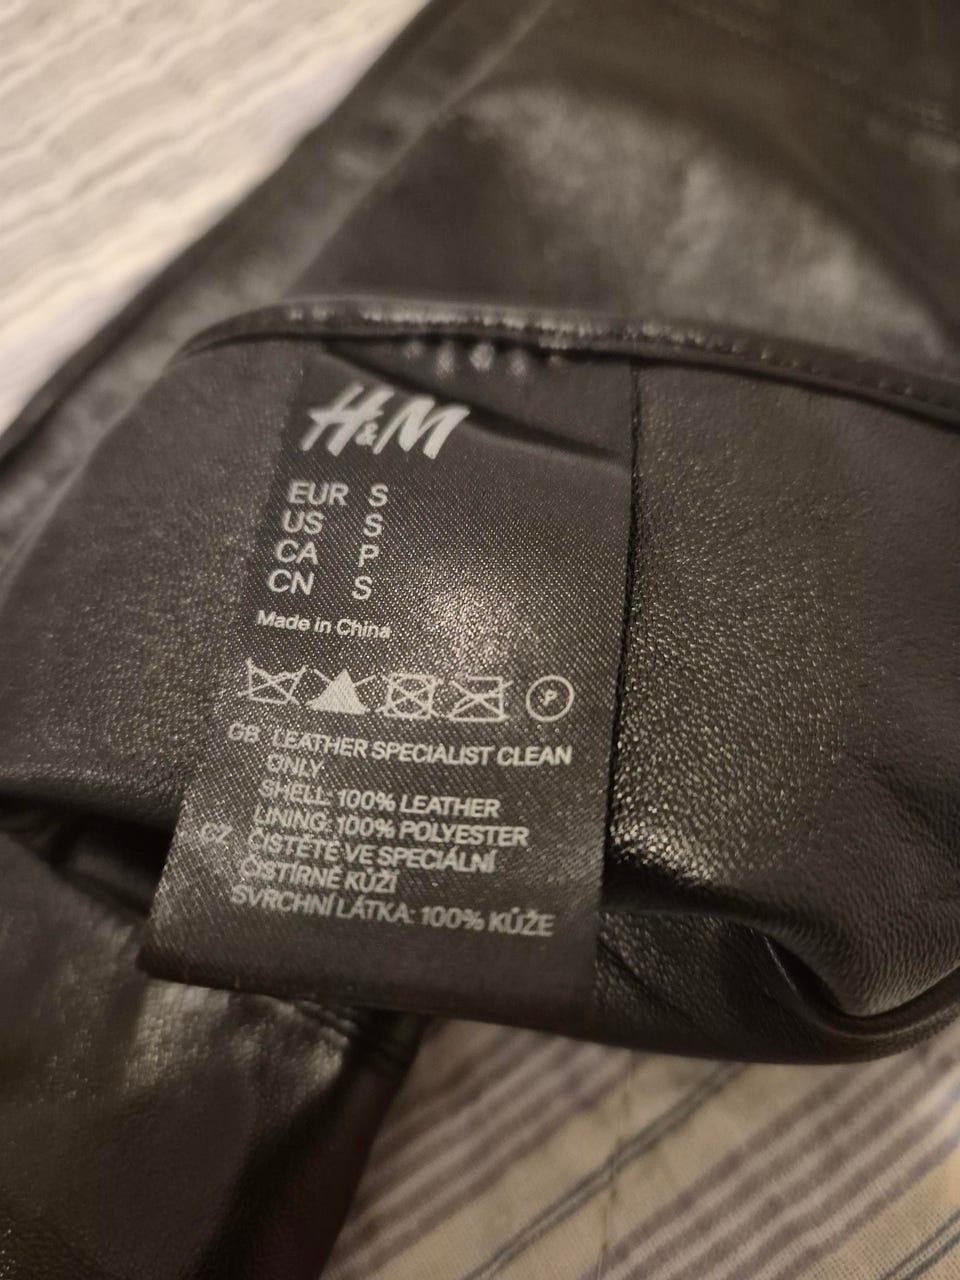 H&M
EUR S
US S
CA P
CN S
Made in China
P
GB LEATHER SPECIALIST CLEAN
ONLY
SHELL: 100% LEATHER
LINING: 100% POLYESTER
CZ ČISTĚTE VE SPECIÁLNÍ
ČISTÍRNĚ KŮŽÍ
SVRCHNÍ LÁTKA: 100% KŮŽE